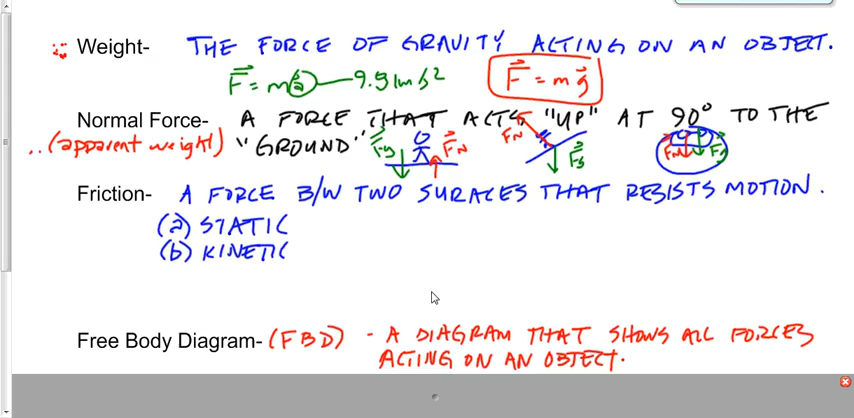 Weight- THE FORCE OF GRAVITY ACTING ON AN OBJECT.
F = ma 9.81m/s² F = mg
Normal Force- A FORCE THAT ACTS "UP" AT 90° TO THE
(apparent weight) "GROUND" Fg FN FN Fg FN Fg
Friction- A FORCE B/W TWO SURACES THAT RESISTS MOTION.
(a) STATIC
(b) KINETIC
Free Body Diagram- (FBD) - A DIAGRAM THAT SHOWS ALL FORCES
ACTING ON AN OBJECT.